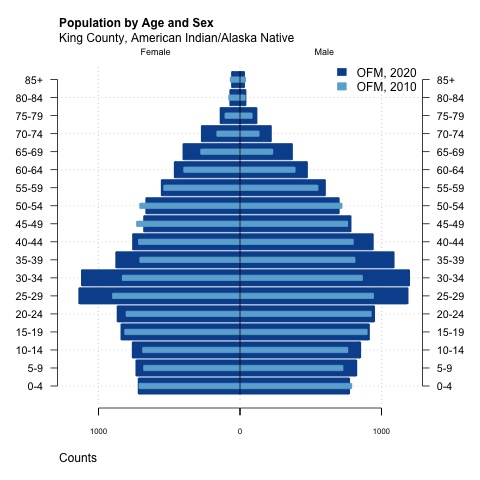 Population by Age and Sex
King County, American Indian/Alaska Native
Female Male
OFM, 2020
OFM, 2010
85+ 85+
80-84 80-84
75-79 75-79
70-74 70-74
65-69 65-69
60-64 60-64
55-59 55-59
50-54 50-54
45-49 45-49
40-44 40-44
35-39 35-39
30-34 30-34
25-29 25-29
20-24 20-24
15-19 15-19
10-14 10-14
5-9 5-9
0-4 0-4
1000 0 1000
Counts